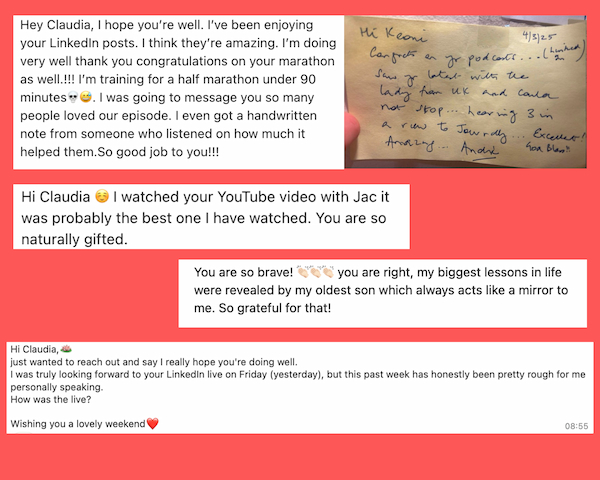 Hey Claudia, I hope you're well. I've been enjoying
your LinkedIn posts. I think they're amazing. I'm doing
very well thank you congratulations on your marathon
as well.!!! I'm training for a half marathon under 90
minutes💀😅. I was going to message you so many
people loved our episode. I even got a handwritten
note from someone who listened on how much it
helped them.So good job to you!!!
Hi Keoni 4/3/25
Congrats on yr podcasts... (Linked
in)
Saw yr latest with the
lady from UK and could
not stop... hearing 3 in
a row to Jow... Excellent!
Amazing... André God Bless
Hi Claudia ☺️ I watched your YouTube video with Jac it
was probably the best one I have watched. You are so
naturally gifted.
You are so brave! 👏🏻👏🏻👏🏻 you are right, my biggest lessons in life
were revealed by my oldest son which always acts like a mirror to
me. So grateful for that!
Hi Claudia,
just wanted to reach out and say I really hope you're doing well.
I was truly looking forward to your LinkedIn live on Friday (yesterday), but this past week has honestly been pretty rough for me
personally speaking.
How was the live?
Wishing you a lovely weekend❤️
08:55